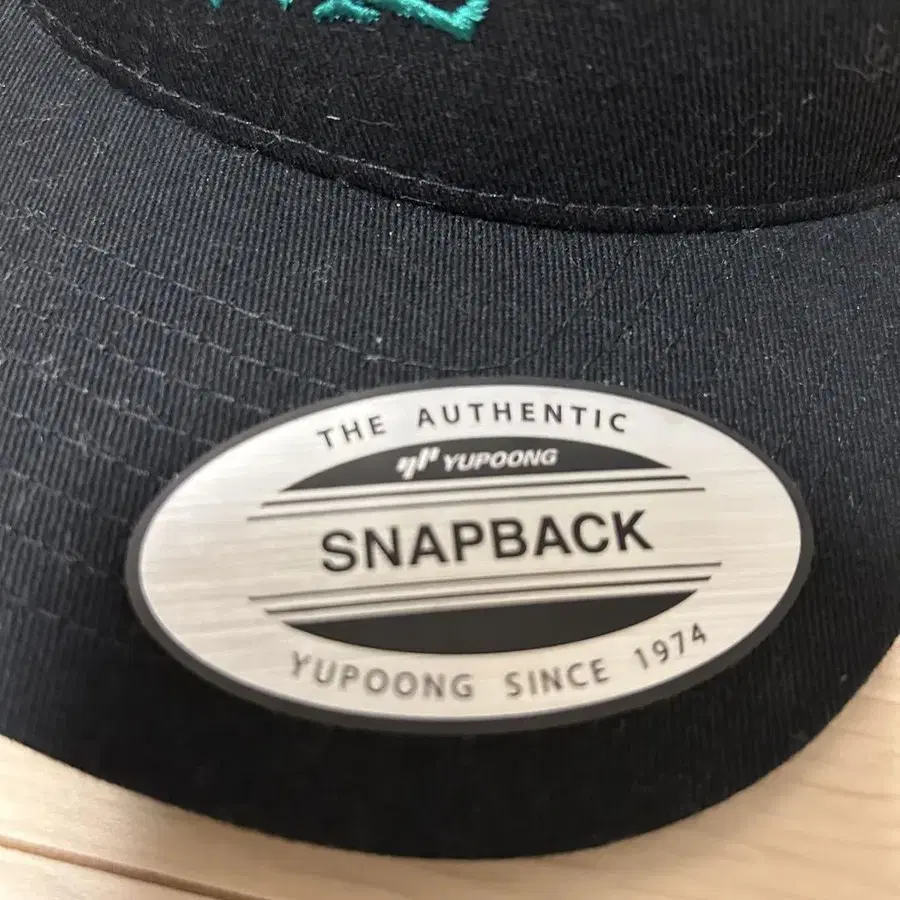 THE AUTHENTIC
YUPOONG
SNAPBACK
YUPOONG SINCE 1974